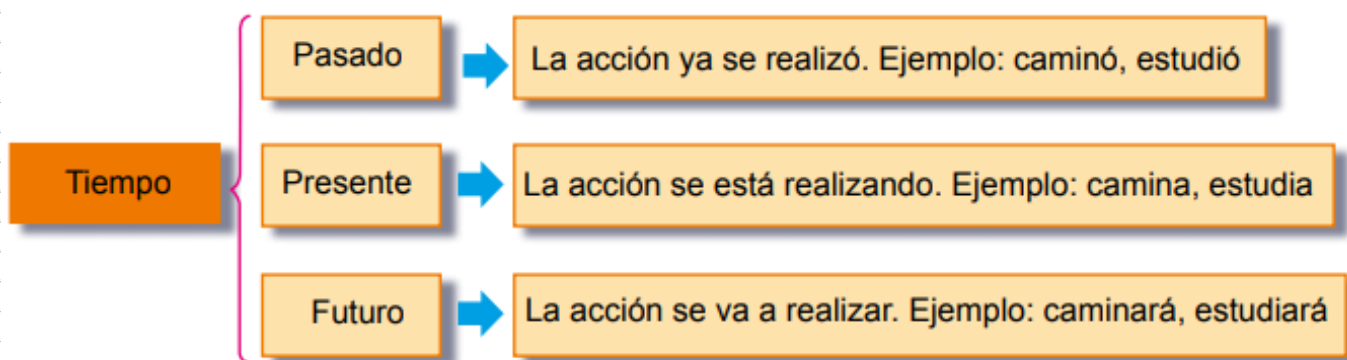 Tiempo
Pasado
La acción ya se realizó. Ejemplo: caminó, estudió
Presente
La acción se está realizando. Ejemplo: camina, estudia
Futuro
La acción se va a realizar. Ejemplo: caminará, estudiará